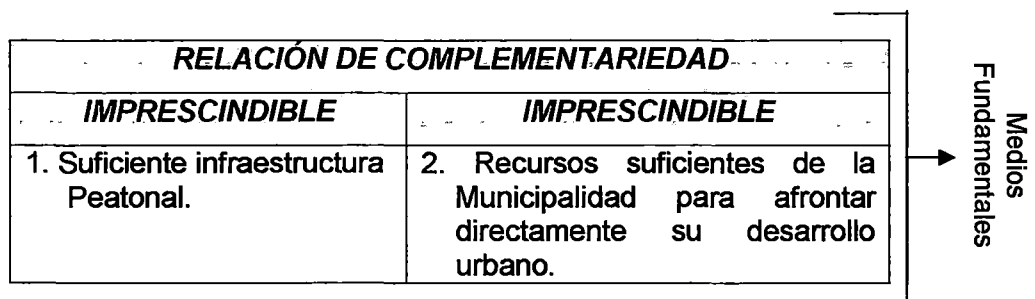 RELACIÓN DE COMPLEMENTARIEDAD
IMPRESCINDIBLE
IMPRESCINDIBLE
1. Suficiente infraestructura
Peatonal.
2. Recursos suficientes de la
Municipalidad para afrontar
directamente su desarrollo
urbano.
Medios
Fundamentales